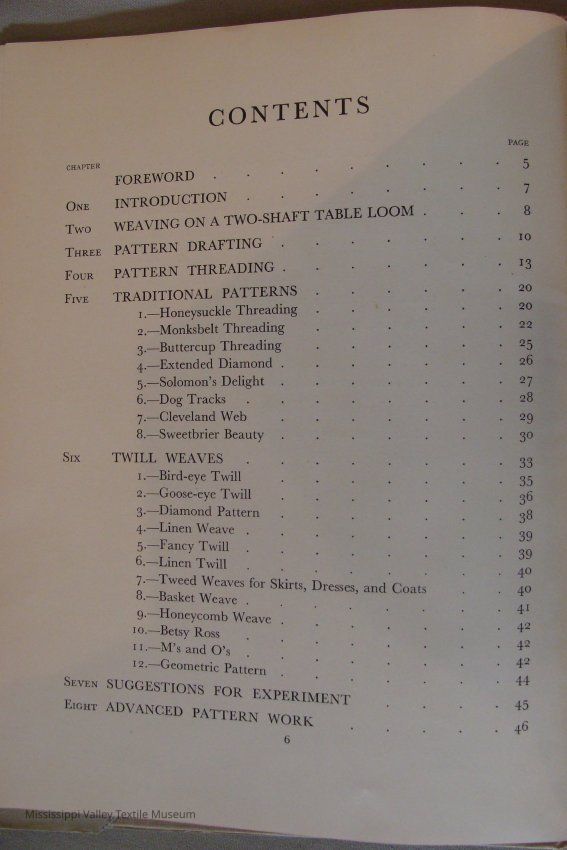 CONTENTS
CHAPTER PAGE
FOREWORD . . . . . . . . 5
ONE INTRODUCTION . . . . . . . 7
TWO WEAVING ON A TWO-SHAFT TABLE LOOM . . . 8
THREE PATTERN DRAFTING . . . . . . . 10
FOUR PATTERN THREADING . . . . . . . 13
FIVE TRADITIONAL PATTERNS . . . . . . 20
1.—Honeysuckle Threading . . . . . . 20
2.—Monksbelt Threading . . . . . . 22
3.—Buttercup Threading . . . . . . 25
4.—Extended Diamond . . . . . . . 26
5.—Solomon's Delight . . . . . . . 27
6.—Dog Tracks . . . . . . . . 28
7.—Cleveland Web . . . . . . . 29
8.—Sweetbrier Beauty . . . . . . . 30
SIX TWILL WEAVES . . . . . . . . 33
1.—Bird-eye Twill . . . . . . . 35
2.—Goose-eye Twill . . . . . . . 36
3.—Diamond Pattern . . . . . . . 38
4.—Linen Weave . . . . . . . . 39
5.—Fancy Twill . . . . . . . . 39
6.—Linen Twill . . . . . . . . 40
7.—Tweed Weaves for Skirts, Dresses, and Coats . . 40
8.—Basket Weave . . . . . . . . 41
9.—Honeycomb Weave . . . . . . . 42
10.—Betsy Ross . . . . . . . . 42
11.—M's and O's . . . . . . . . 42
12.—Geometric Pattern . . . . . . . 44
SEVEN SUGGESTIONS FOR EXPERIMENT . . . . 45
EIGHT ADVANCED PATTERN WORK . . . . . 46
6
Mississippi Valley Textile Museum